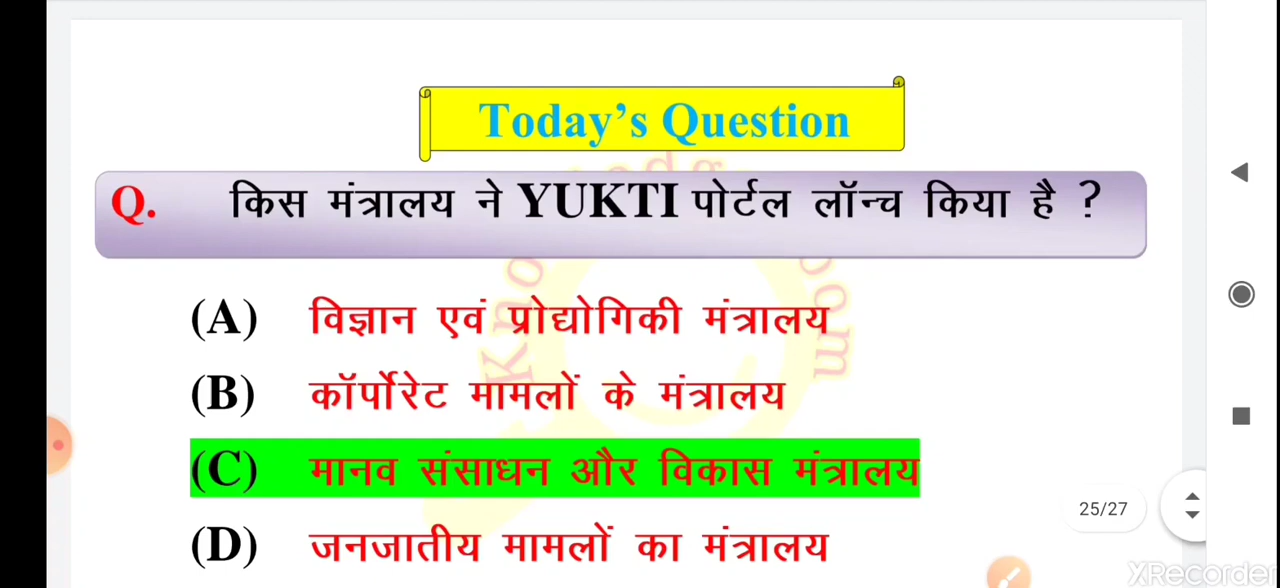 Today's Question
Q. किस मंत्रालय ने YUKTI पोर्टल लॉन्च किया है ?
(A) विज्ञान एवं प्रोद्योगिकी मंत्रालय
(B) कॉर्पोरेट मामलों के मंत्रालय
(C) मानव संसाधन और विकास मंत्रालय
25/27
(D) जनजातीय मामलों का मंत्रालय
XRecorder